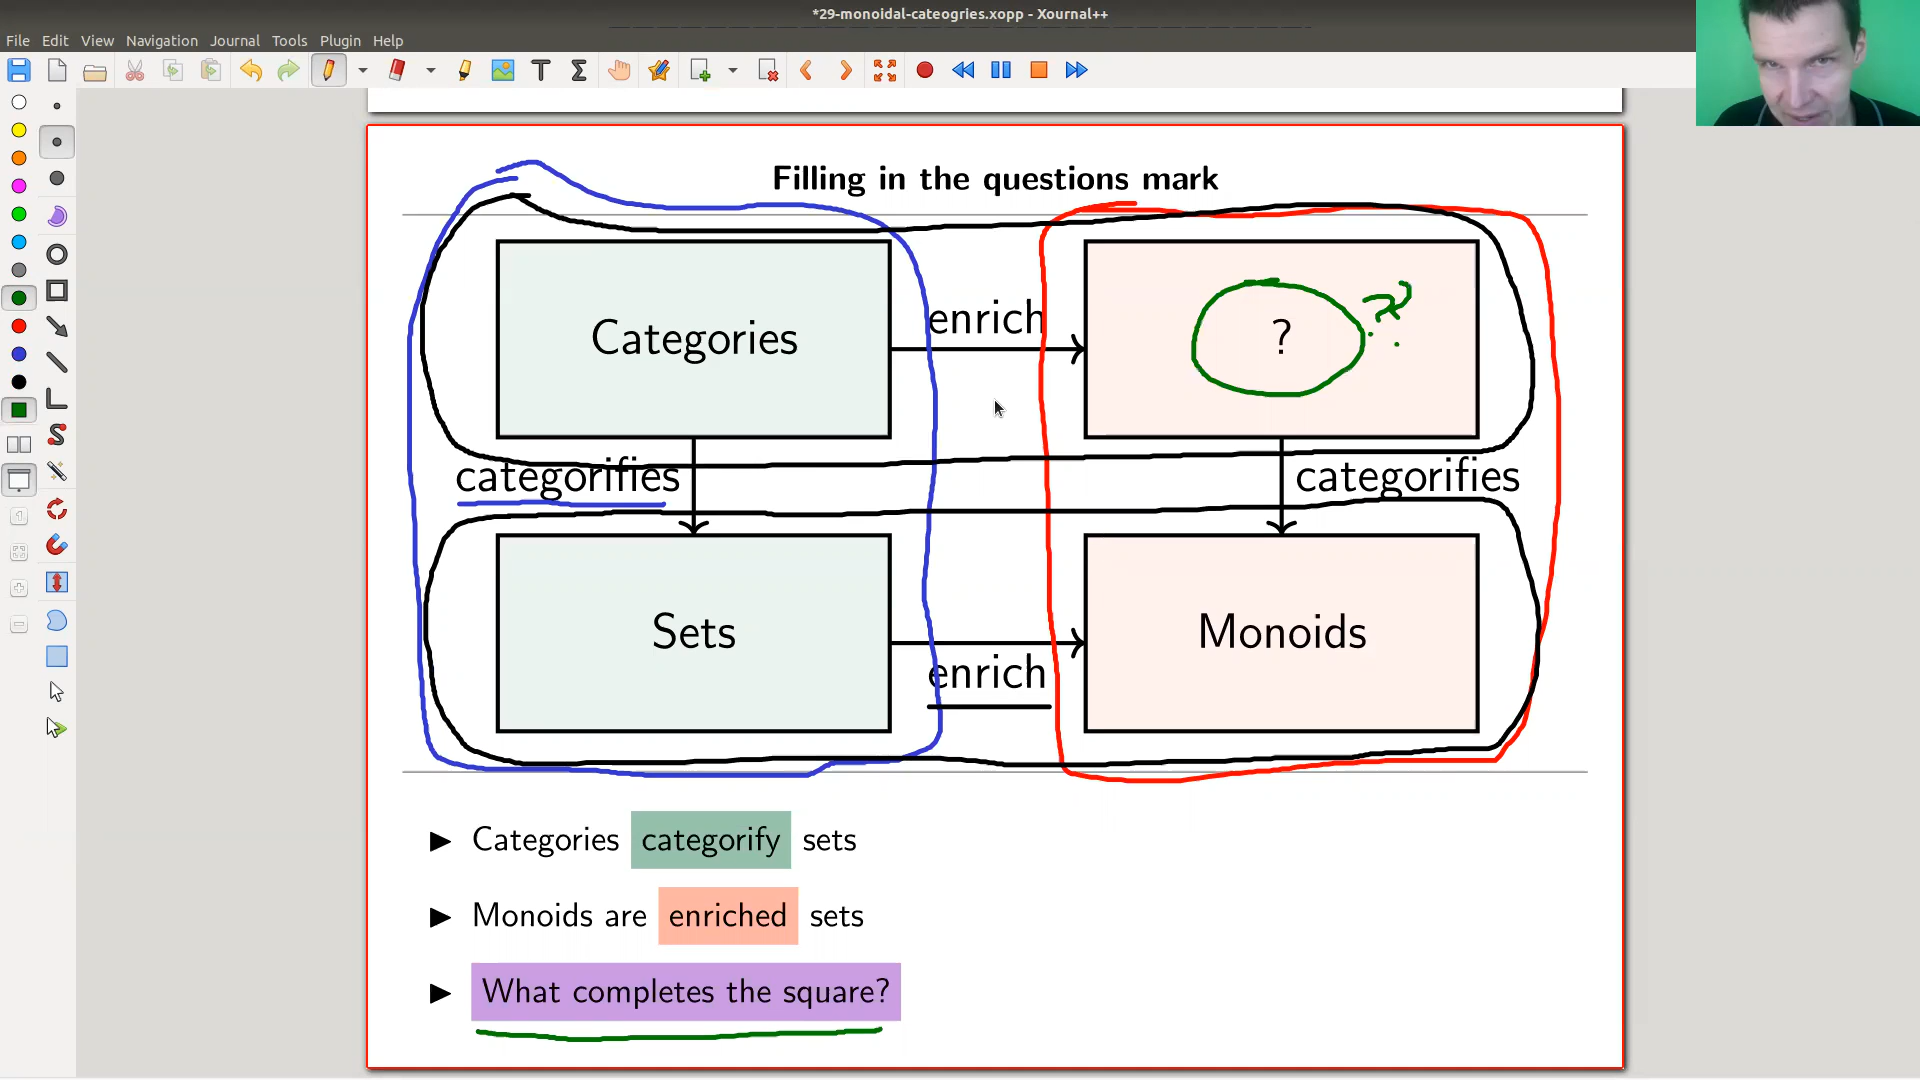 *29-monoidal-cateogries.xopp - Xournal++
File Edit View Navigation Journal Tools Plugin Help
Filling in the questions mark
Categories
enrich
?
??
categorifies
categorifies
Sets
enrich
Monoids
▶ Categories categorify sets
▶ Monoids are enriched sets
▶ What completes the square?